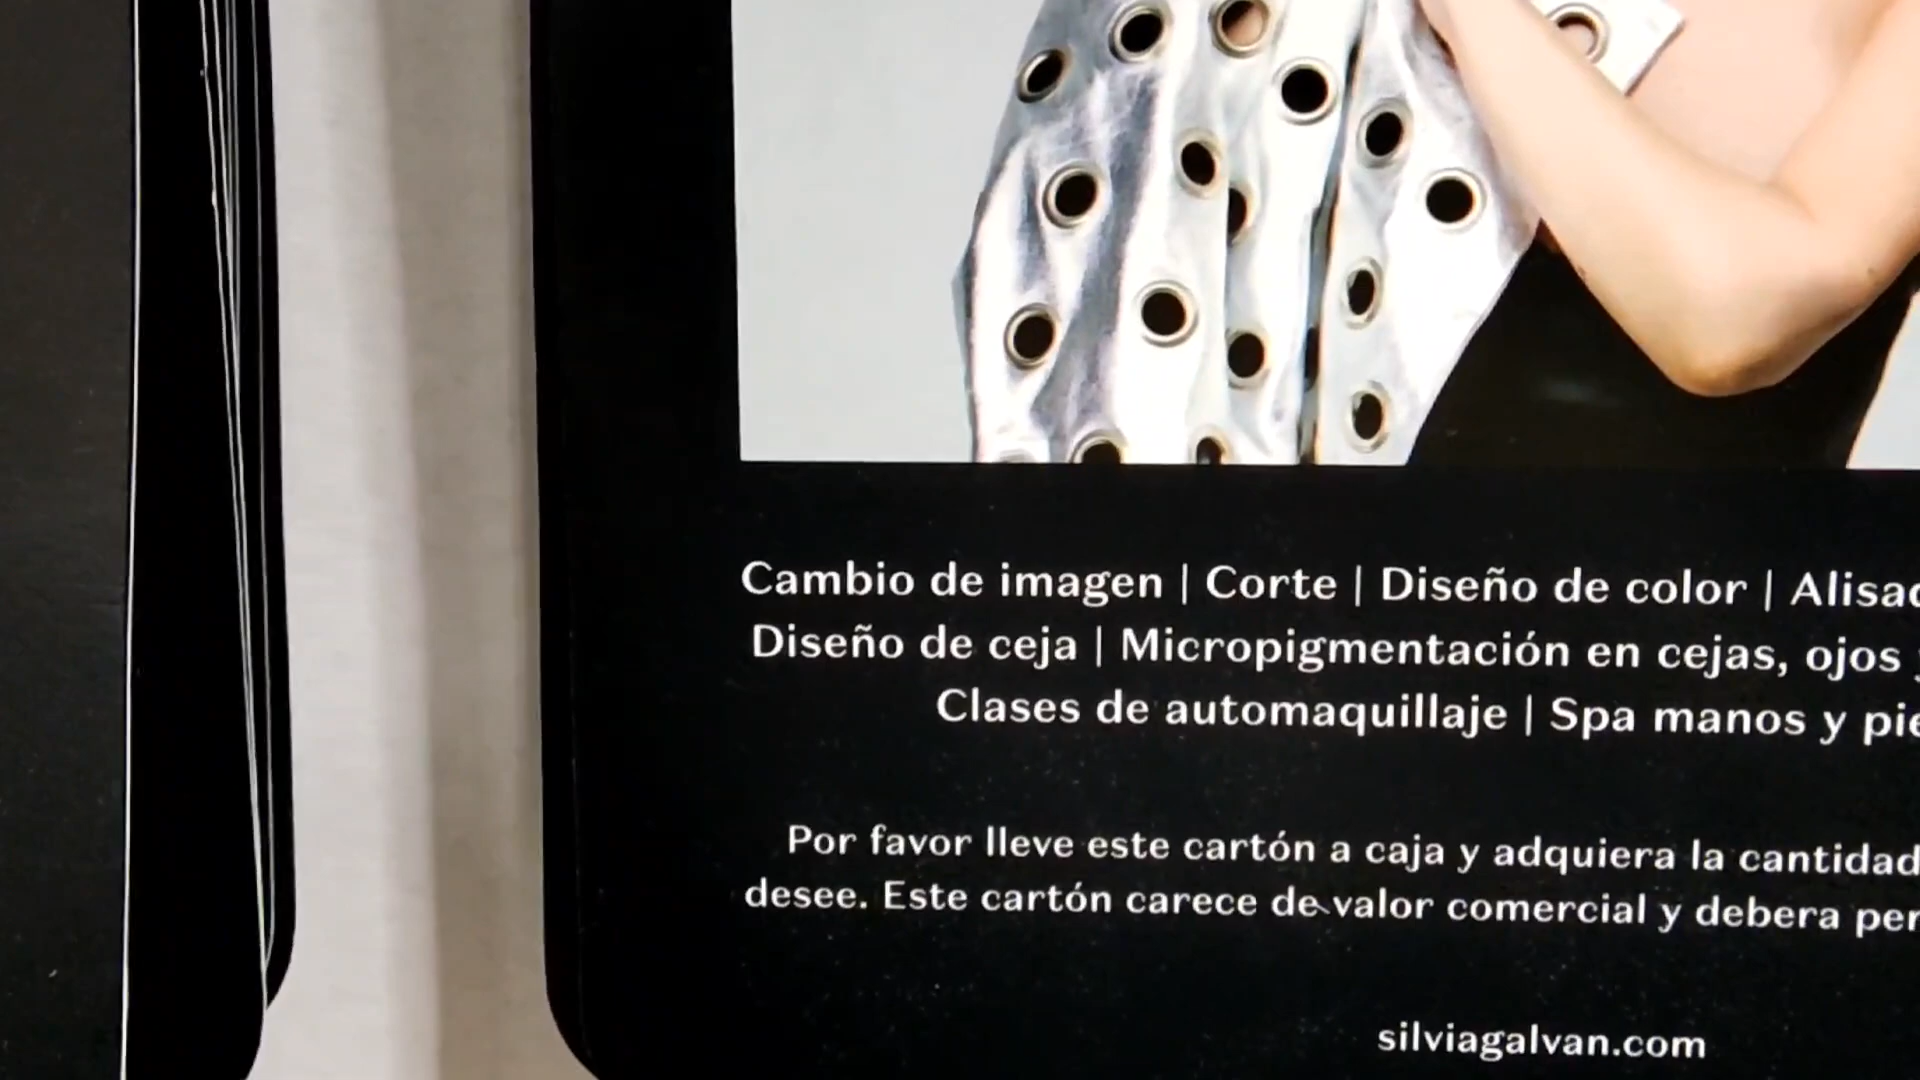 Cambio de imagen | Corte | Diseño de color |
Diseño de ceja | Micropigmentación en cejas, ojos
Clases de automaquillaje | Spa manos y
Por favor lleve este cartón a caja y adquiera la cantidad
desee. Este cartón carece de valor comercial y debera
silviagalvan.com